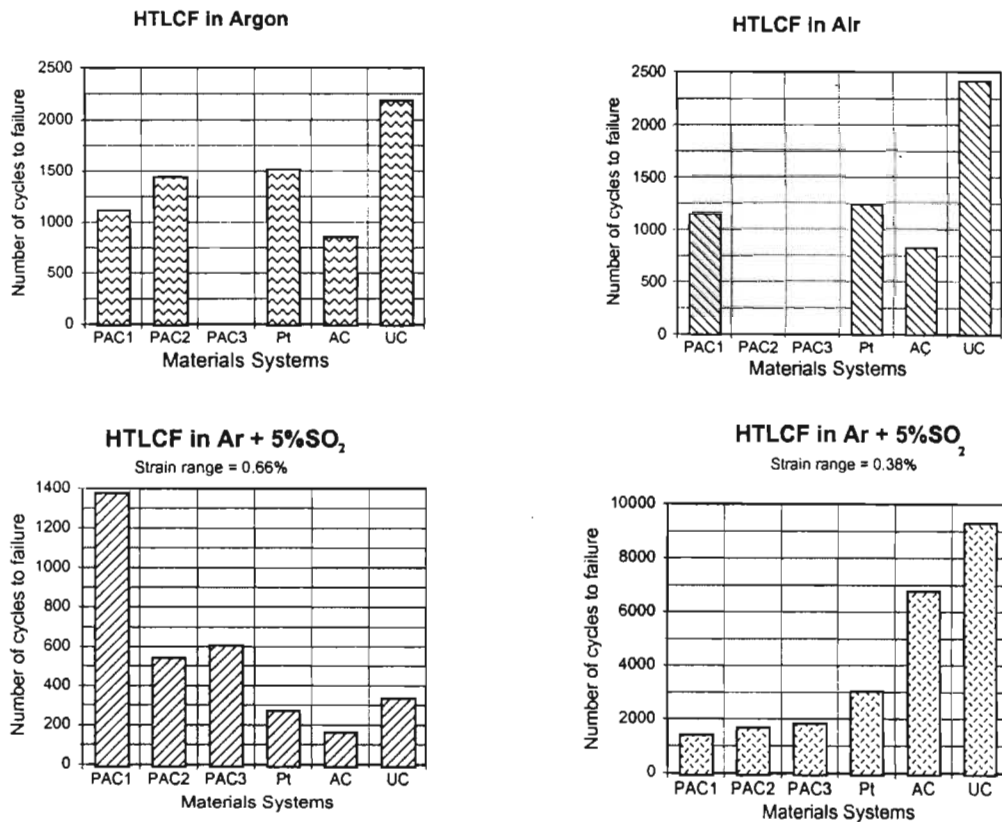 HTLCF in Argon
Number of cycles to failure
2500
2000
1500
1000
500
0
PAC1 PAC2 PAC3 Pt AC UC
Materials Systems
HTLCF in Air
Number of cycles to failure
2500
2000
1500
1000
500
0
PAC1 PAC2 PAC3 Pt AC UC
Materials Systems
HTLCF in Ar + 5%SO₂
Strain range = 0.66%
Number of cycles to failure
1400
1200
1000
800
600
400
200
0
PAC1 PAC2 PAC3 Pt AC UC
Materials Systems
HTLCF in Ar + 5%SO₂
Strain range = 0.38%
Number of cycles to failure
10000
8000
6000
4000
2000
0
PAC1 PAC2 PAC3 Pt AC UC
Materials Systems